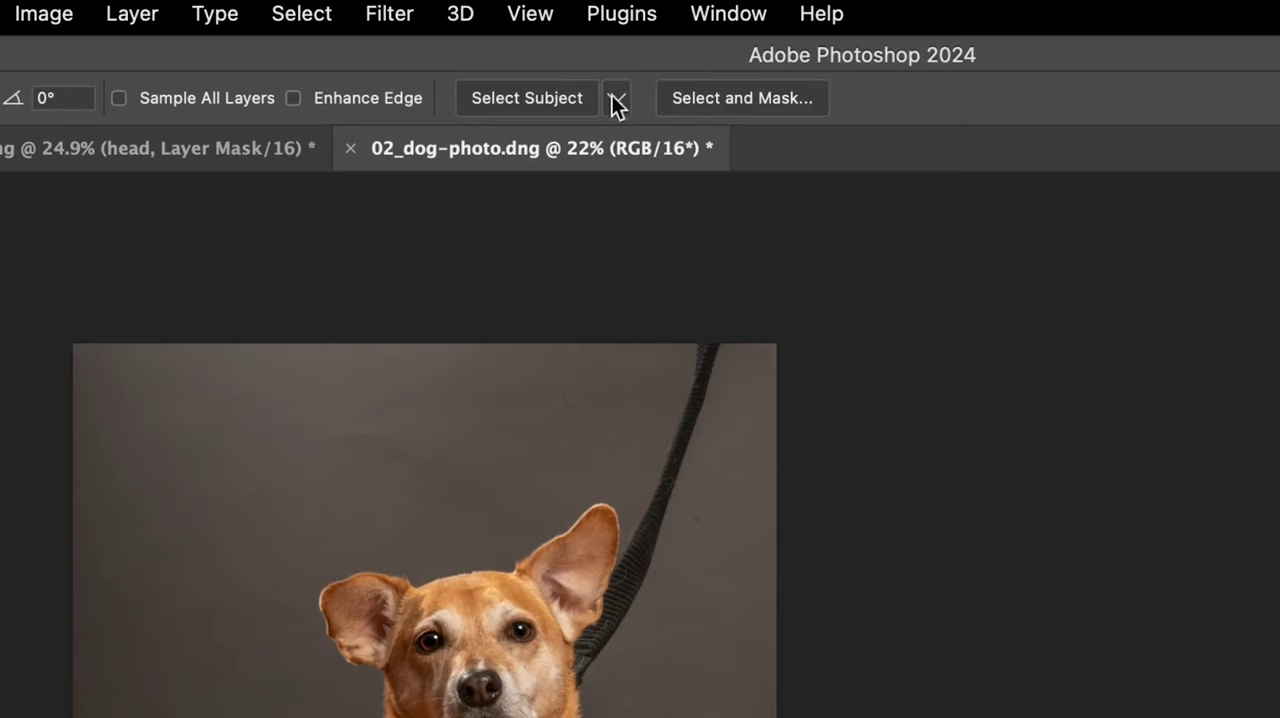 Image Layer Type Select Filter 3D View Plugins Window Help
Adobe Photoshop 2024
0° Sample All Layers Enhance Edge Select Subject Select and Mask...
ng @ 24.9% (head, Layer Mask/16) * × 02_dog-photo.dng @ 22% (RGB/16*) *